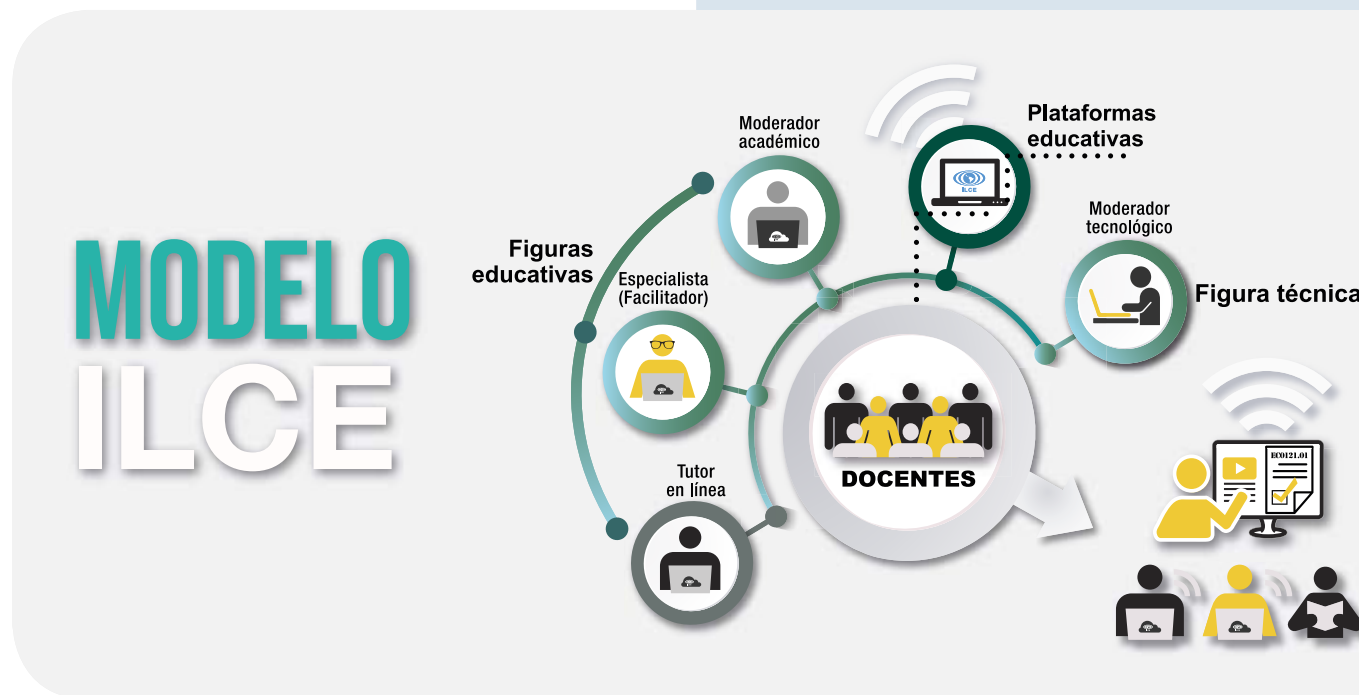 MODELO
ILCE
Figuras
educativas
Moderador
académico
Especialista
(Facilitador)
Tutor
en línea
Plataformas
educativas
ILCE
Moderador
tecnológico
Figura técnica
DOCENTES
EC0121.01